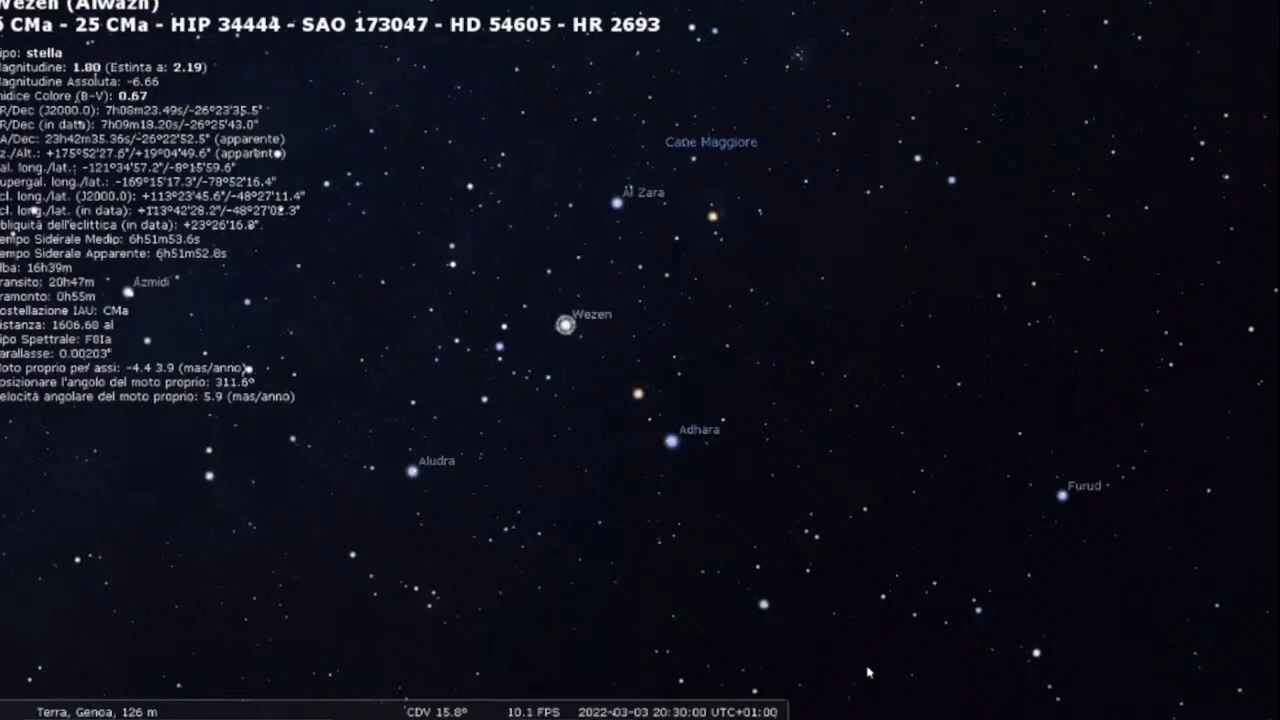 Wezen (Alwazn)
CMa - 25 CMa - HIP 34444 - SAO 173047 - HD 54605 - HR 2693
ipo: stella
agnitudine: 1.80 (Estinta a: 2.19)
agnitudine Assoluta: -6.66
ndice Colore (B-V): 0.67
R/Dec (J2000.0): 7h08m23.49s/-26°23'35.5"
R/Dec (in data): 7h09m18.20s/-26°25'43.0"
A/Dec: 23h42m35.36s/-26°22'52.5" (apparente)
z./Alt.: +175°52'27.6"/+19°04'49.6" (apparente)
al. long./lat.: -121°34'57.2"/-8°15'59.6"
upergal. long./lat.: -169°15'17.3"/-78°52'16.4"
cl. long./lat. (J2000.0): +113°23'45.6"/-48°27'11.4"
cl. long./lat. (in data): +113°42'28.2"/-48°27'02.3"
bliquità dell'eclittica (in data): +23°26'16.8"
empo Siderale Medio: 6h51m53.6s
empo Siderale Apparente: 6h51m52.8s
lba: 16h39m
ransito: 20h47m
ramonto: 0h55m
ostellazione IAU: CMa
istanza: 1606.68 al
ipo Spettrale: F8Ia
arallasse: 0.00203"
oto proprio per assi: -4.4 3.9 (mas/anno)
osizionare l'angolo del moto proprio: 311.6°
elocità angolare del moto proprio: 5.9 (mas/anno)
Cane Maggiore
Al Zara
Azmidi
Wezen
Adhara
Aludra
Furud
Terra, Genoa, 126 m CDV 15.8° 10.1 FPS 2022-03-03 20:30:00 UTC+01:00